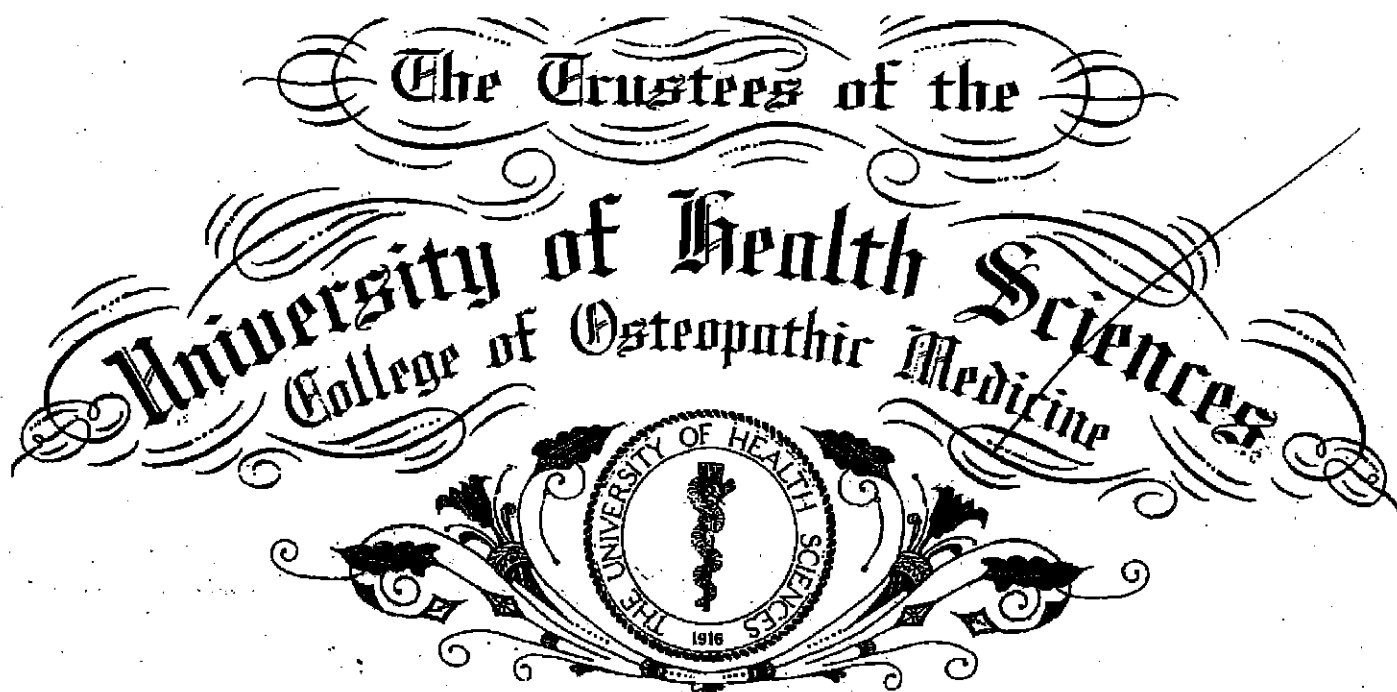 The Trustees of the
University of Health Sciences
College of Osteopathic Medicine
THE UNIVERSITY OF HEALTH SCIENCES
1916